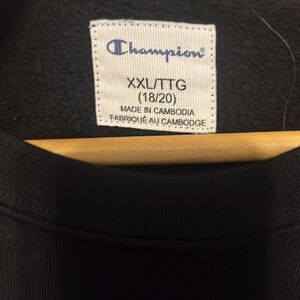 Champion®
XXL/TTG
(18/20)
MADE IN CAMBODIA
FABRIQUÉ AU CAMBODGE